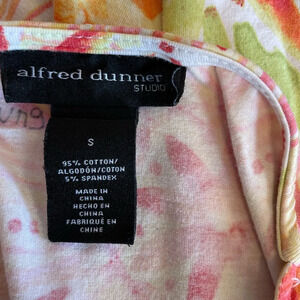 alfred dunner
STUDIO
S
95% COTTON/
ALGODÓN/COTON
5% SPANDEX
MADE IN
CHINA
HECHO EN
CHINA
FABRIQUÉ EN
CHINE